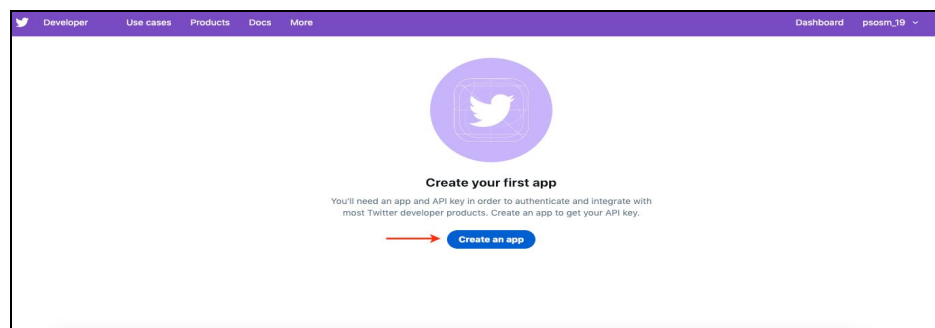 Developer Use cases Products Docs More Dashboard psosm_19
Create your first app
You'll need an app and API key in order to authenticate and integrate with
most Twitter developer products. Create an app to get your API key.
Create an app